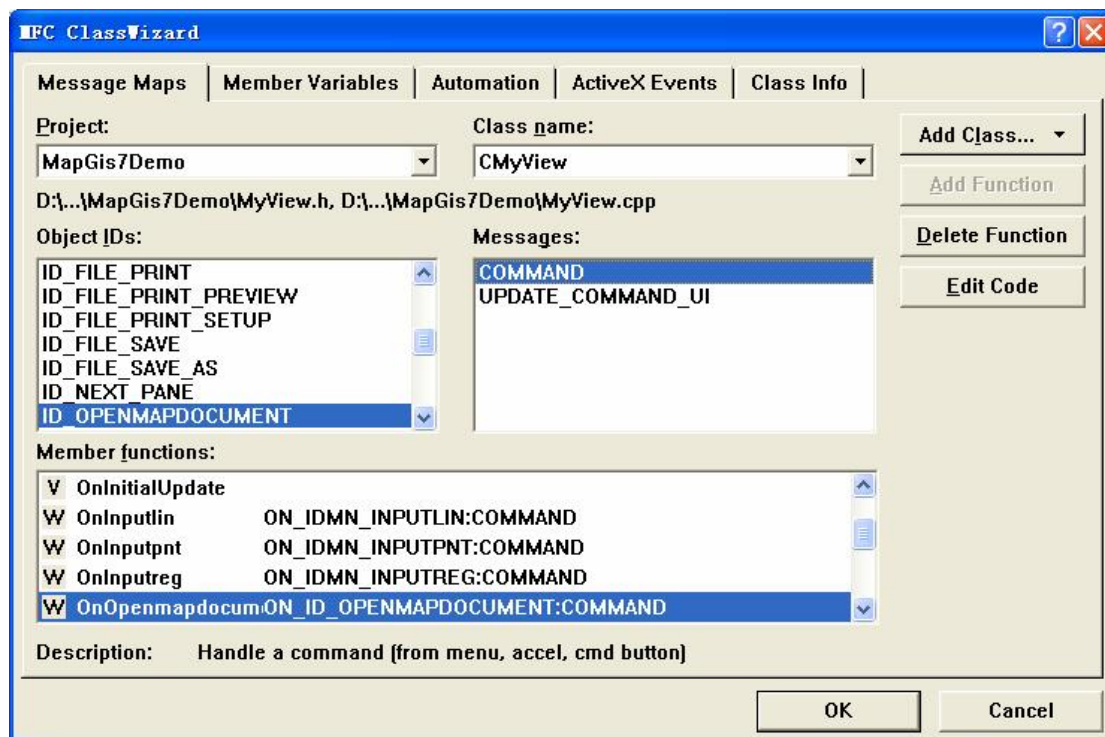 MFC ClassWizard
Message Maps Member Variables Automation ActiveX Events Class Info
Project: Class name:
MapGis7Demo CMyView
Add Class...
D:\...\MapGis7Demo\MyView.h, D:\...\MapGis7Demo\MyView.cpp
Add Function
Object IDs: Messages:
Delete Function
ID_FILE_PRINT COMMAND
ID_FILE_PRINT_PREVIEW UPDATE_COMMAND_UI
Edit Code
ID_FILE_PRINT_SETUP
ID_FILE_SAVE
ID_FILE_SAVE_AS
ID_NEXT_PANE
ID_OPENMAPDOCUMENT
Member functions:
V OnInitialUpdate
W OnInputlin ON_IDMN_INPUTLIN:COMMAND
W OnInputpnt ON_IDMN_INPUTPNT:COMMAND
W OnInputreg ON_IDMN_INPUTREG:COMMAND
W OnOpenmapdocum ON_ID_OPENMAPDOCUMENT:COMMAND
Description: Handle a command (from menu, accel, cmd button)
OK Cancel